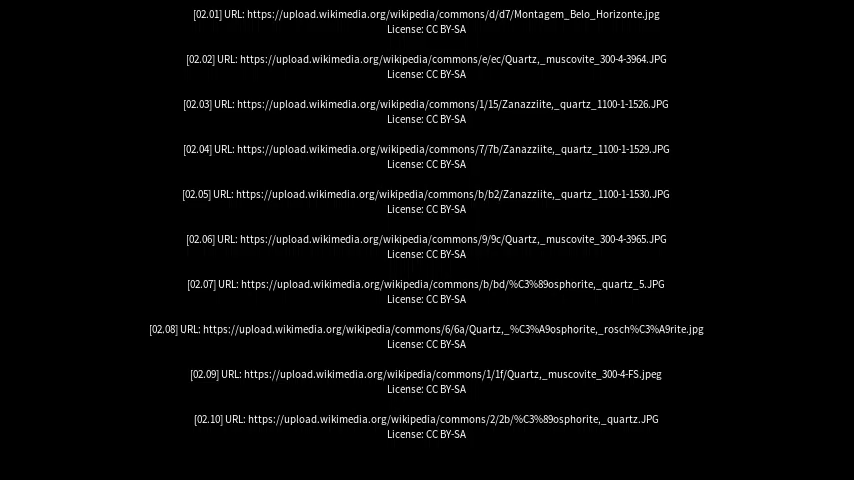 [02.01] URL: https://upload.wikimedia.org/wikipedia/commons/d/d7/Montagem_Belo_Horizonte.jpg
License: CC BY-SA
[02.02] URL: https://upload.wikimedia.org/wikipedia/commons/e/ec/Quartz,_muscovite_300-4-3964.JPG
License: CC BY-SA
[02.03] URL: https://upload.wikimedia.org/wikipedia/commons/1/15/Zanazziite,_quartz_1100-1-1526.JPG
License: CC BY-SA
[02.04] URL: https://upload.wikimedia.org/wikipedia/commons/7/7b/Zanazziite,_quartz_1100-1-1529.JPG
License: CC BY-SA
[02.05] URL: https://upload.wikimedia.org/wikipedia/commons/b/b2/Zanazziite,_quartz_1100-1-1530.JPG
License: CC BY-SA
[02.06] URL: https://upload.wikimedia.org/wikipedia/commons/9/9c/Quartz,_muscovite_300-4-3965.JPG
License: CC BY-SA
[02.07] URL: https://upload.wikimedia.org/wikipedia/commons/b/bd/%C3%89osphorite,_quartz_5.JPG
License: CC BY-SA
[02.08] URL: https://upload.wikimedia.org/wikipedia/commons/6/6a/Quartz,_%C3%A9osphorite,_rosch%C3%A9rite.jpg
License: CC BY-SA
[02.09] URL: https://upload.wikimedia.org/wikipedia/commons/1/1f/Quartz,_muscovite_300-4-FS.jpeg
License: CC BY-SA
[02.10] URL: https://upload.wikimedia.org/wikipedia/commons/2/2b/%C3%89osphorite,_quartz.JPG
License: CC BY-SA